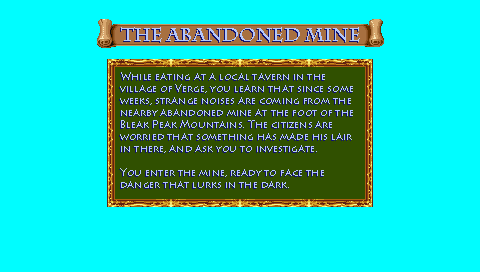 THE ABANDONED MINE
WHILE EATING AT A LOCAL TAVERN IN THE
VILLAGE OF VERGE, YOU LEARN THAT SINCE SOME
WEEKS, STRANGE NOISES ARE COMING FROM THE
NEARBY ABANDONED MINE AT THE FOOT OF THE
BLEAK PEAK MOUNTAINS. THE CITIZENS ARE
WORRIED THAT SOMETHING HAS MADE HIS LAIR
IN THERE, AND ASK YOU TO INVESTIGATE.
YOU ENTER THE MINE, READY TO FACE THE
DANGER THAT LURKS IN THE DARK.